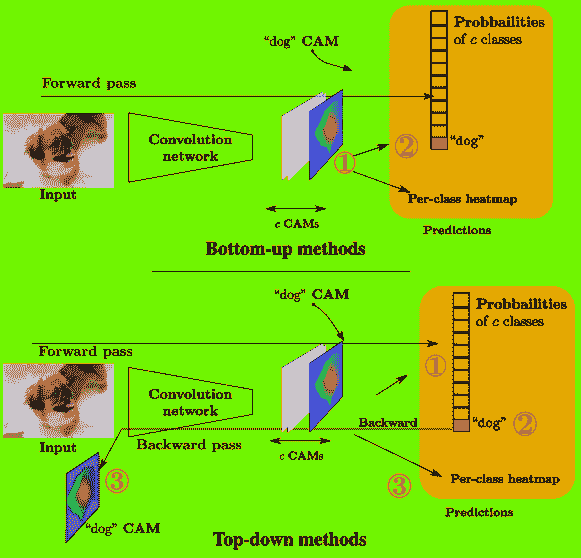 "dog" CAM
Probbailities
of c classes
Forward pass
Convolution
network
Input
①
②
"dog"
Per-class heatmap
c CAMs
Predictions
Bottom-up methods
"dog" CAM
Probbailities
of c classes
Forward pass
①
Convolution
network
Input
Backward
"dog" ②
Backward pass
c CAMs
③
Per-class heatmap
③
"dog" CAM
Predictions
Top-down methods